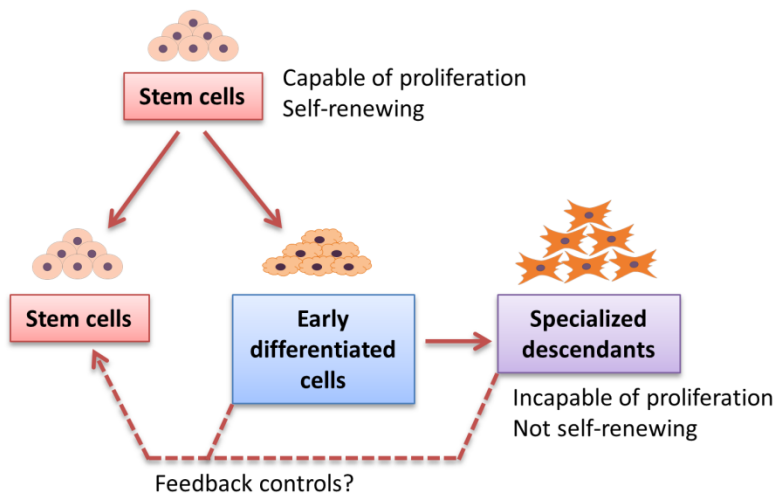 Stem cells
Capable of proliferation
Self-renewing
Stem cells
Early
differentiated
cells
Specialized
descendants
Incapable of proliferation
Not self-renewing
Feedback controls?